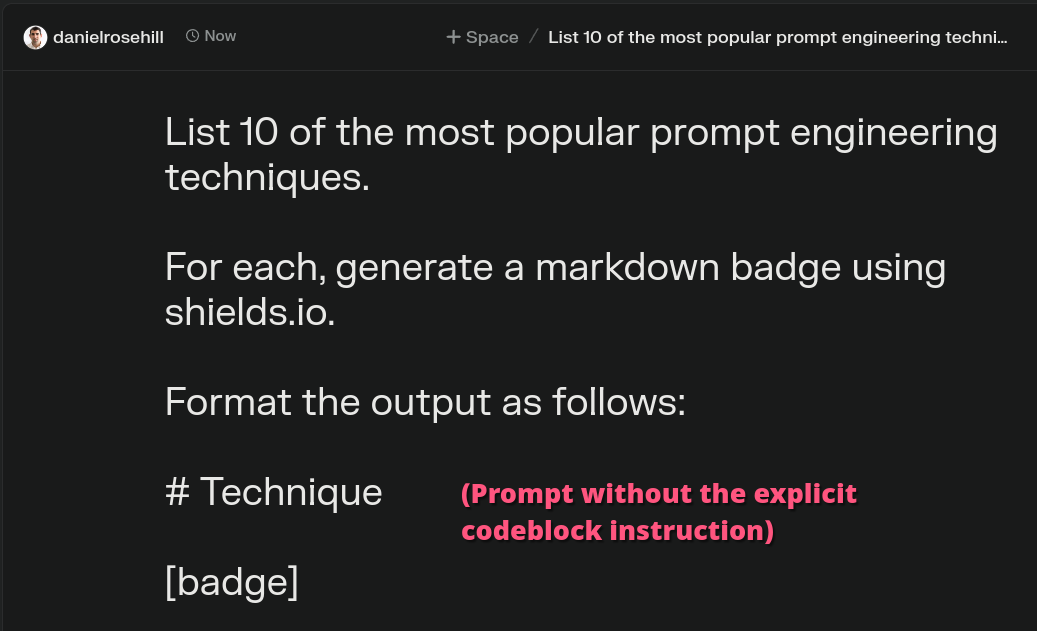 danielrosehill Now + Space / List 10 of the most popular prompt engineering techni...
List 10 of the most popular prompt engineering
techniques.
For each, generate a markdown badge using
shields.io.
Format the output as follows:
# Technique
(Prompt without the explicit
codeblock instruction)
[badge]